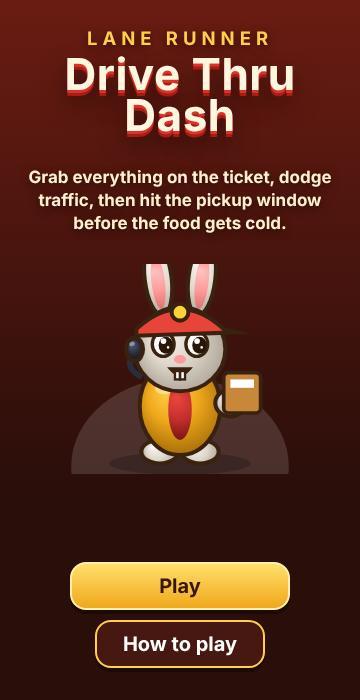 LANE RUNNER
Drive Thru
Dash
Grab everything on the ticket, dodge
traffic, then hit the pickup window
before the food gets cold.
Play
How to play